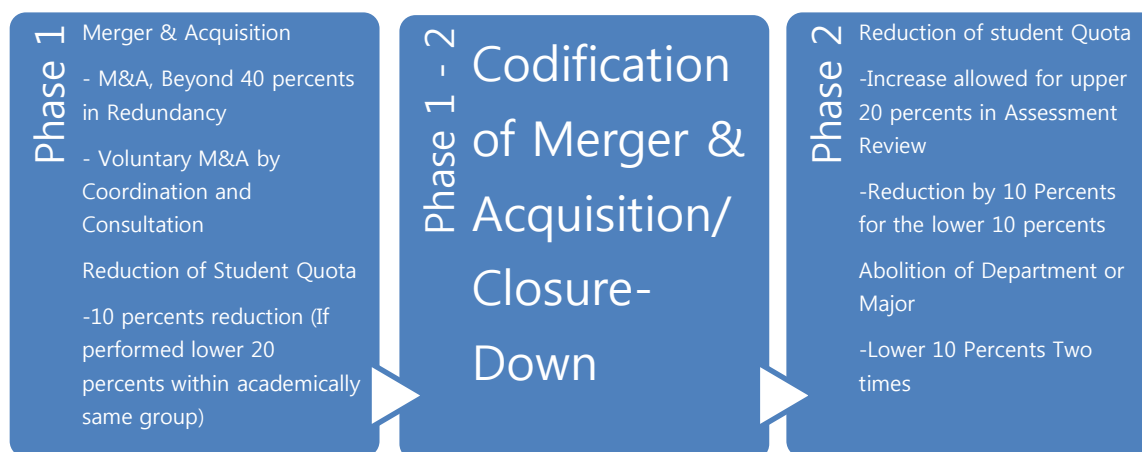 Phase 1
Merger & Acquisition
- M&A, Beyond 40 percents
in Redundancy
- Voluntary M&A by
Coordination and
Consultation
Reduction of Student Quota
-10 percents reduction (If
performed lower 20
percents within academically
same group)
Phase 1 - 2
Codification
of Merger &
Acquisition/
Closure-
Down
Phase 2
Reduction of student Quota
-Increase allowed for upper
20 percents in Assessment
Review
-Reduction by 10 Percents
for the lower 10 percents
Abolition of Department or
Major
-Lower 10 Percents Two
times